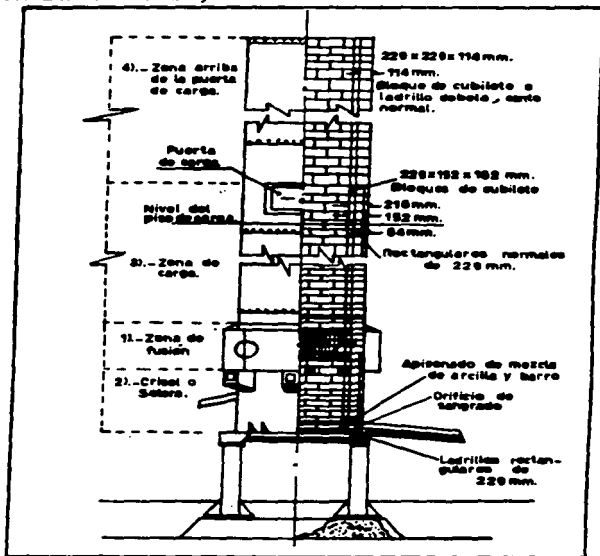 4).- Zona arriba
de la puerta
de carga.
Puerta
de carga
Nivel del
piso de carga
3).- Zona de
carga.
1).- Zona de
fusión
2).- Crisol o
Solera.
229 x 229 x 114 mm.
114 mm.
Bloque de cubilote o
ladrillo dobela, canto
normal.
229 x 152 x 152 mm.
Bloques de cubilote
216 mm.
152 mm.
64 mm.
Rectangulares normales
de 229 mm.
Apisonado de mezcla
de arcilla y barro
Orificio de
sangrado
Ladrillos rectan-
gulares de
229 mm.